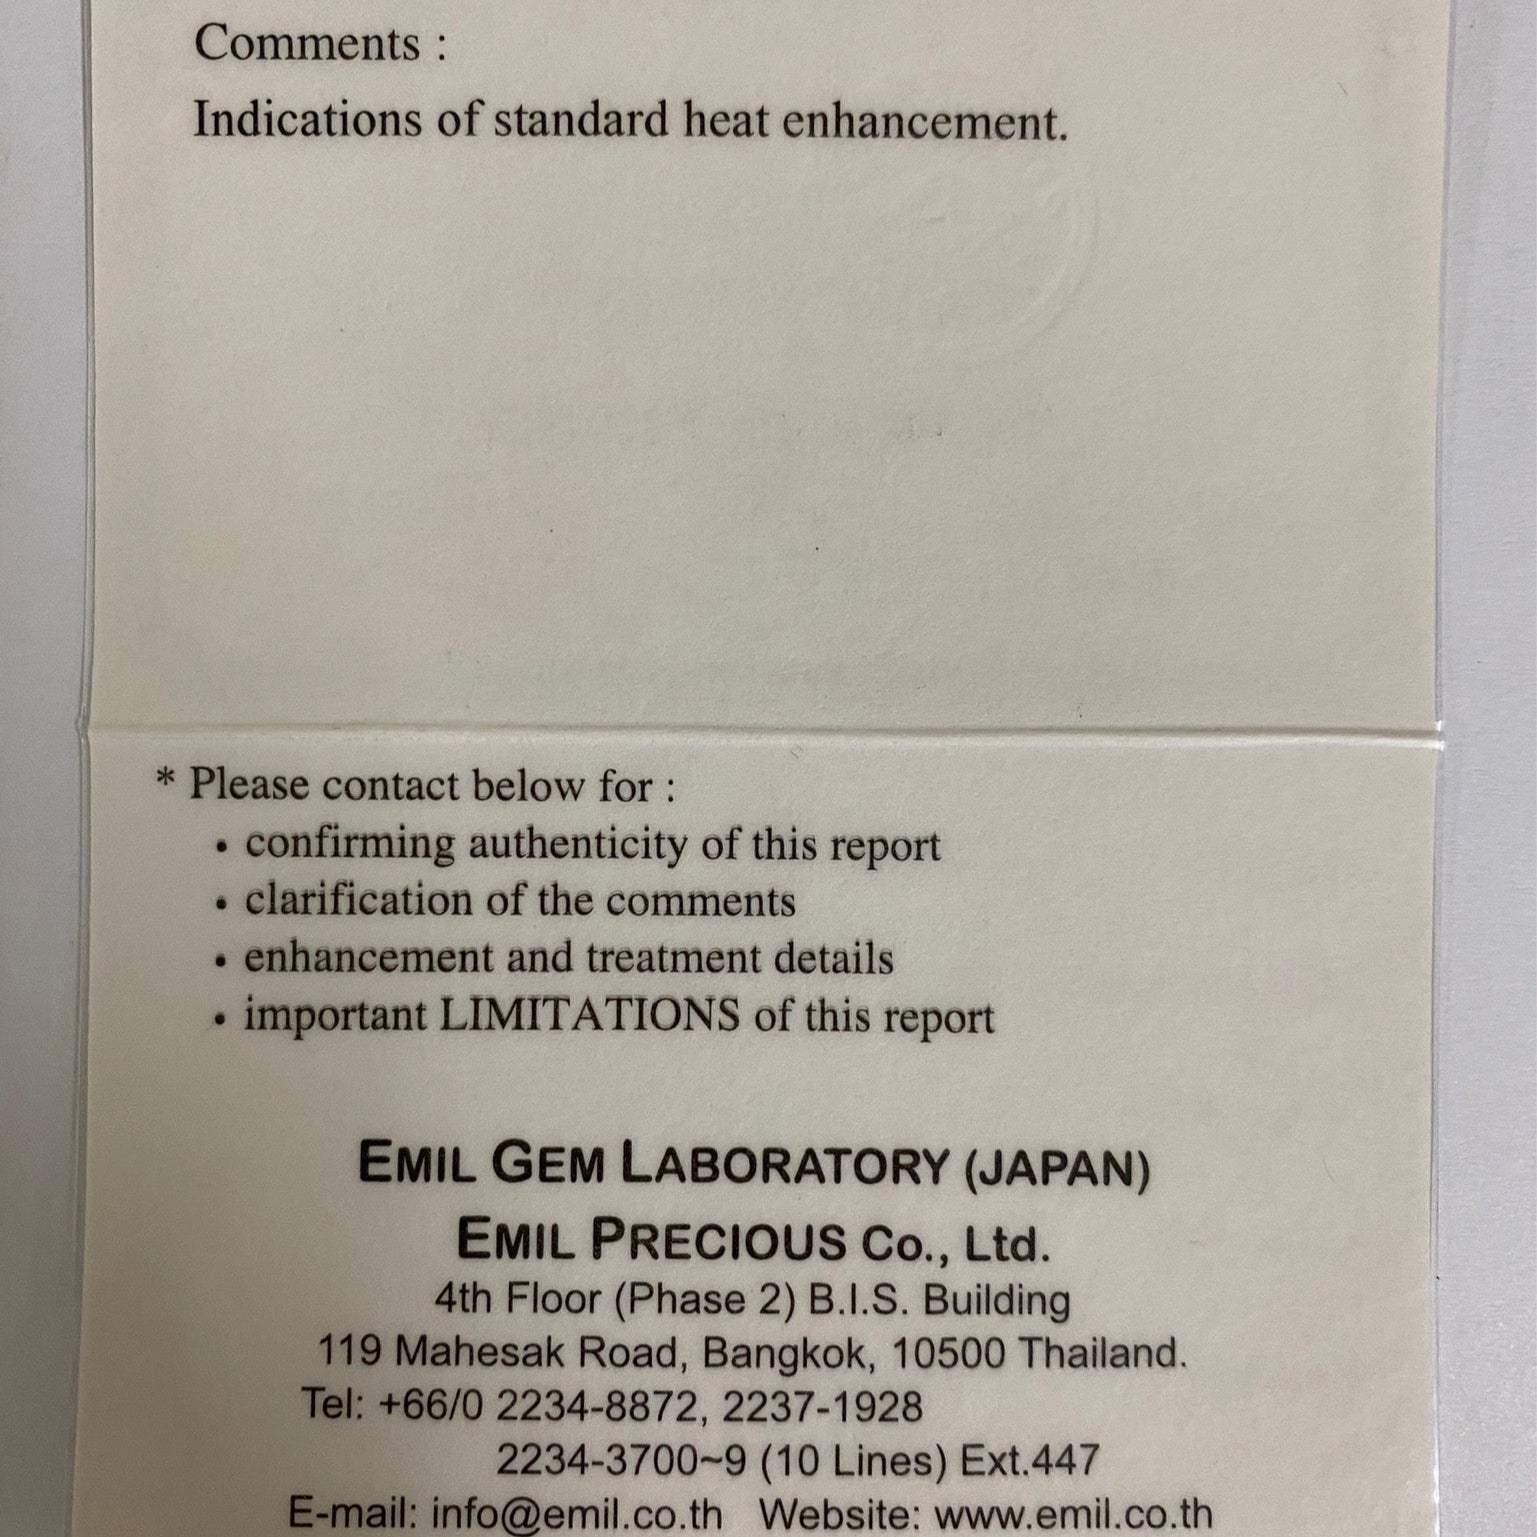 Comments :
Indications of standard heat enhancement.
* Please contact below for :
• confirming authenticity of this report
• clarification of the comments
• enhancement and treatment details
• important LIMITATIONS of this report
EMIL GEM LABORATORY (JAPAN)
EMIL PRECIOUS Co., Ltd.
4th Floor (Phase 2) B.I.S. Building
119 Mahesak Road, Bangkok, 10500 Thailand.
Tel: +66/0 2234-8872, 2237-1928
2234-3700~9 (10 Lines) Ext.447
E-mail: info@emil.co.th Website: www.emil.co.th